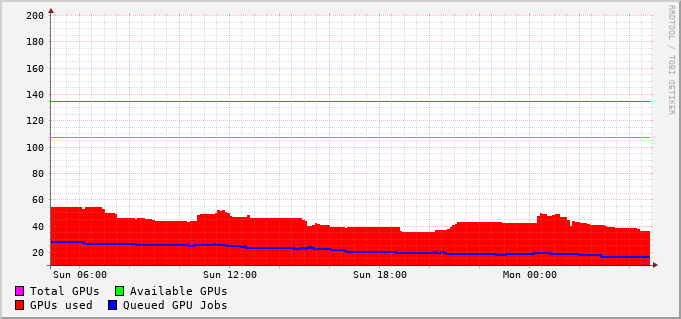 200
180
160
140
120
100
80
60
40
20
Sun 06:00 Sun 12:00 Sun 18:00 Mon 00:00
Total GPUs Available GPUs
GPUs used Queued GPU Jobs
RRDTOOL / TOBI OETIKER